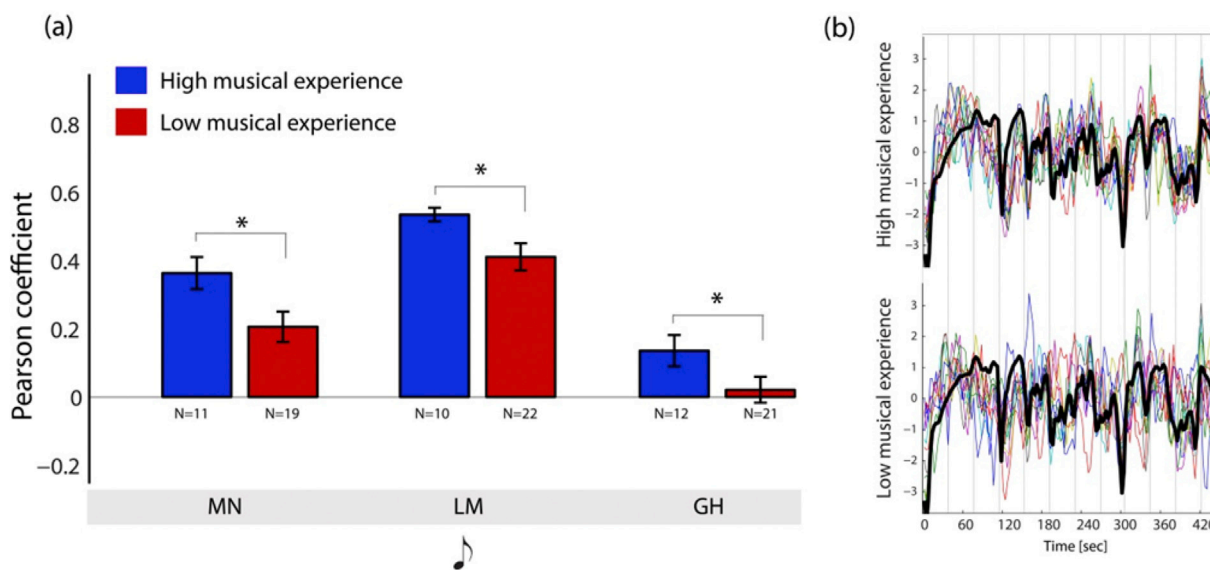 (a)
High musical experience
Low musical experience
Pearson coefficient
0.8
0.6
0.4
0.2
0
−0.2
*
*
*
N=11
N=19
N=10
N=22
N=12
N=21
MN
LM
GH
(b)
High musical experience
3
2
1
0
−1
−2
−3
Low musical experience
3
2
1
0
−1
−2
−3
0
60
120
180
240
300
360
420
Time [sec]